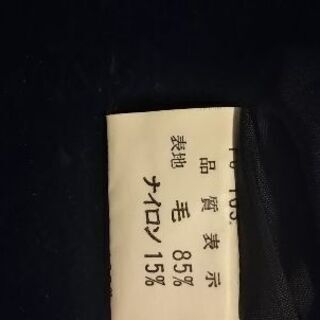 品質表示
表地 毛 85%
ナイロン 15%